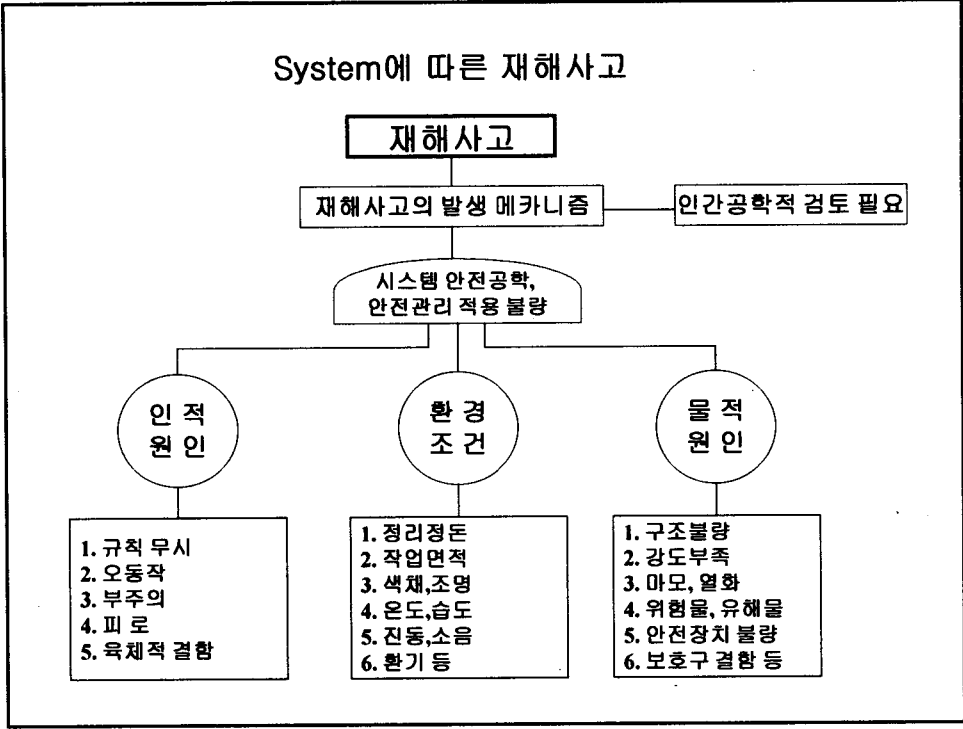 System에 따른 재해사고
재해사고
재해사고의 발생 메카니즘
인간공학적 검토 필요
시스템 안전공학,
안전관리 적용 불량
인 적
원 인
환 경
조 건
물 적
원 인
1. 규칙 무시
2. 오동작
3. 부주의
4. 피 로
5. 육체적 결함
1. 정리정돈
2. 작업면적
3. 색채,조명
4. 온도,습도
5. 진동,소음
6. 환기 등
1. 구조불량
2. 강도부족
3. 마모, 열화
4. 위험물, 유해물
5. 안전장치 불량
6. 보호구 결함 등